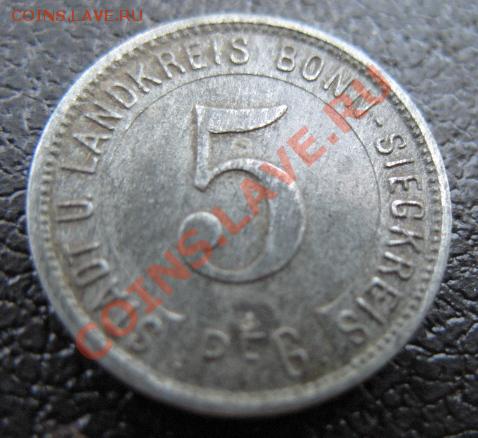 COINS.LAVE.RU
STADT U. LANDKREIS BONN-SIEGKREIS
5
PFG
COINS.LAVE.RU